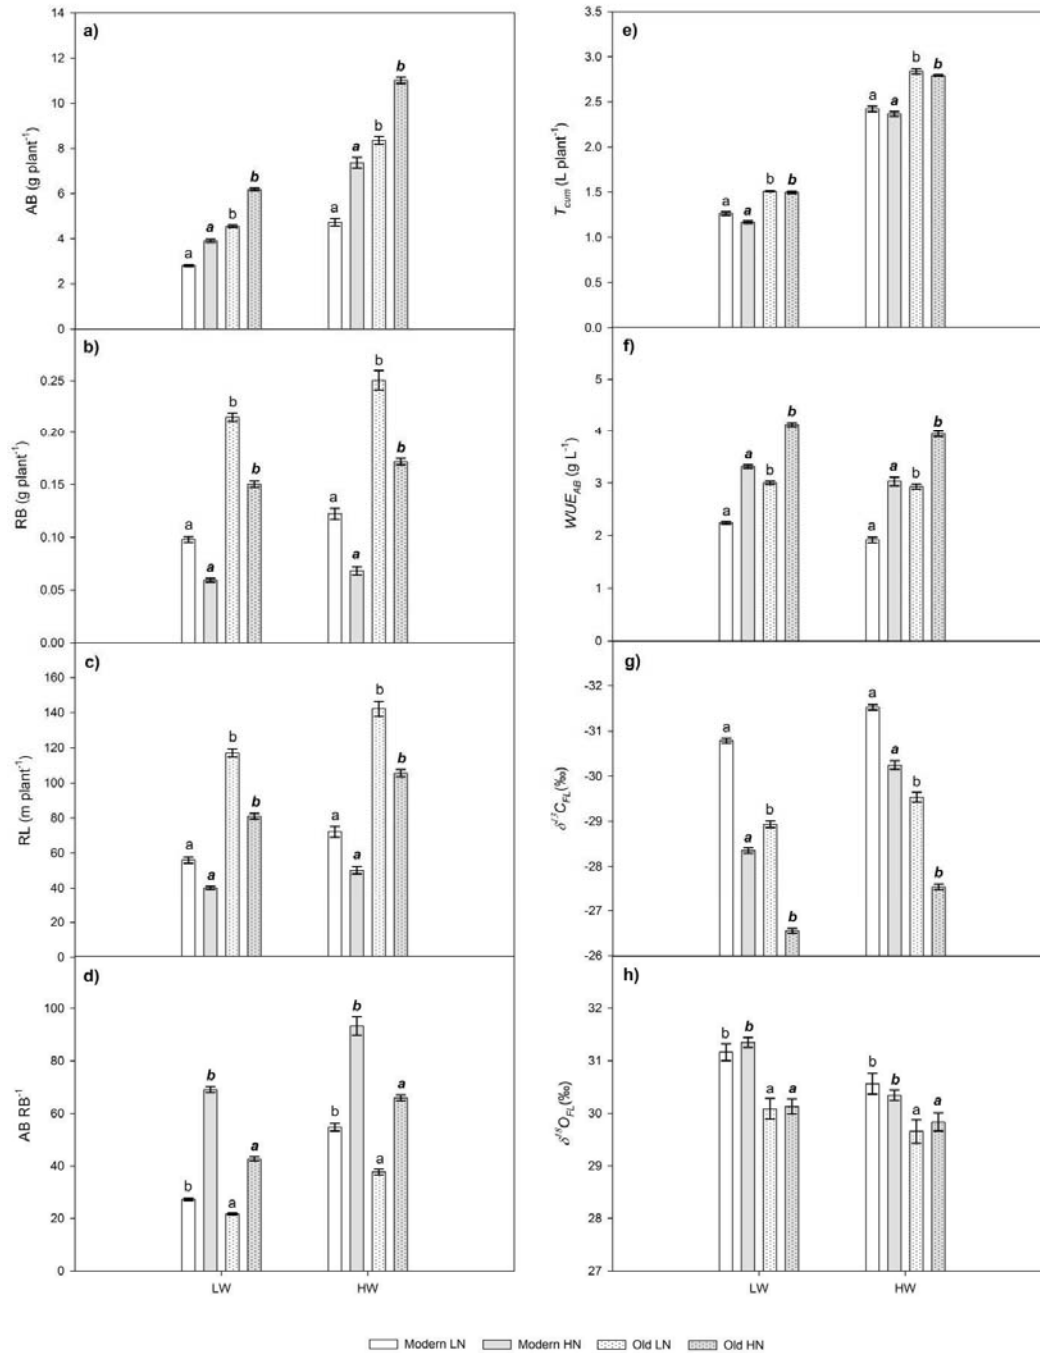 a)
14
12
10
8
6
4
2
0
AB (g plant⁻¹)
a
a
b
b
a
a
b
b
b)
0.25
0.20
0.15
0.10
0.05
0.00
RB (g plant⁻¹)
a
a
b
b
a
a
b
b
c)
160
140
120
100
80
60
40
20
0
RL (m plant⁻¹)
a
a
b
b
a
a
b
b
d)
100
80
60
40
20
0
AB RB⁻¹
b
b
a
a
b
b
a
a
LW HW
e)
3.5
3.0
2.5
2.0
1.5
1.0
0.5
0.0
T_cum (L plant⁻¹)
a
a
b
b
a
a
b
b
f)
5
4
3
2
1
0
WUE_AB (g L⁻¹)
a
a
b
b
a
a
b
b
g)
-32
-31
-30
-29
-28
-27
-26
δ¹³C_FL(‰)
a
a
b
b
a
a
b
b
h)
32
31
30
29
28
27
δ¹⁸O_FL(‰)
b
b
a
a
b
b
a
a
LW HW
Modern LN Modern HN Old LN Old HN